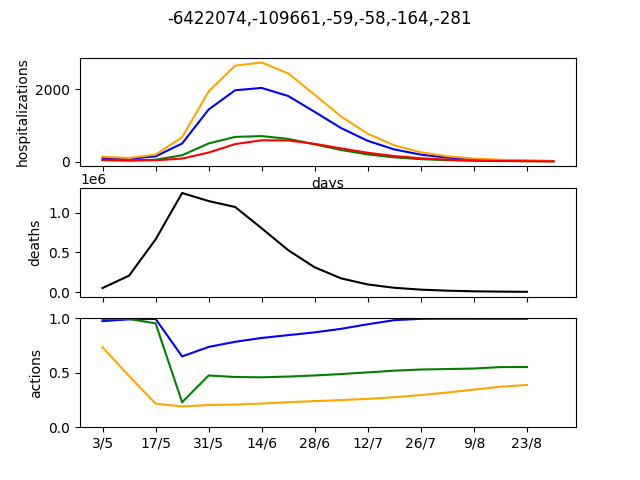 -6422074,-109661,-59,-58,-164,-281
hospitalizations
2000
0
days
1e6
deaths
1.0
0.5
0.0
actions
1.0
0.5
0.0
3/5 17/5 31/5 14/6 28/6 12/7 26/7 9/8 23/8